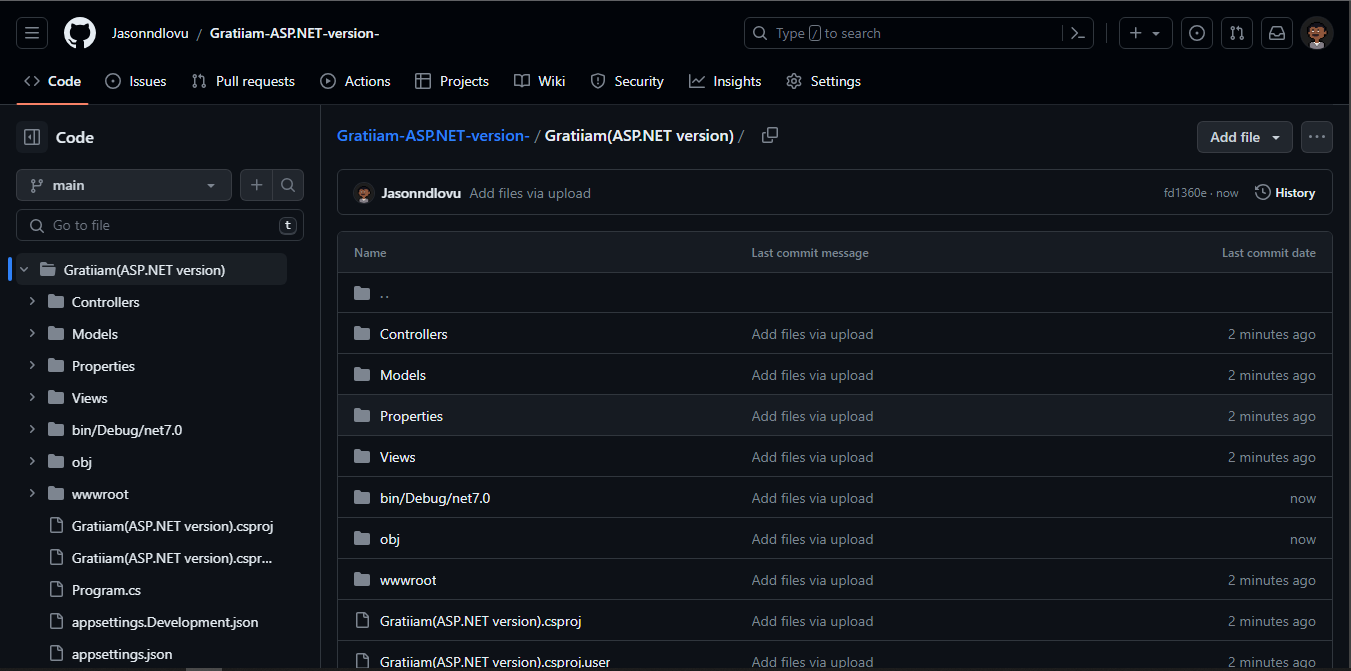 Jasonndlovu / Gratiiam-ASP.NET-version-
Type / to search
Code Issues Pull requests Actions Projects Wiki Security Insights Settings
Code
main
Go to file t
Gratiiam(ASP.NET version)
Controllers
Models
Properties
Views
bin/Debug/net7.0
obj
wwwroot
Gratiiam(ASP.NET version).csproj
Gratiiam(ASP.NET version).cspr...
Program.cs
appsettings.Development.json
appsettings.json
Gratiiam-ASP.NET-version- / Gratiiam(ASP.NET version) /
Add file
Jasonndlovu Add files via upload fd1360e · now History
Name Last commit message Last commit date
..
Controllers Add files via upload 2 minutes ago
Models Add files via upload 2 minutes ago
Properties Add files via upload 2 minutes ago
Views Add files via upload 2 minutes ago
bin/Debug/net7.0 Add files via upload now
obj Add files via upload now
wwwroot Add files via upload 2 minutes ago
Gratiiam(ASP.NET version).csproj Add files via upload 2 minutes ago
Gratiiam(ASP.NET version).csproj.user Add files via upload 2 minutes ago